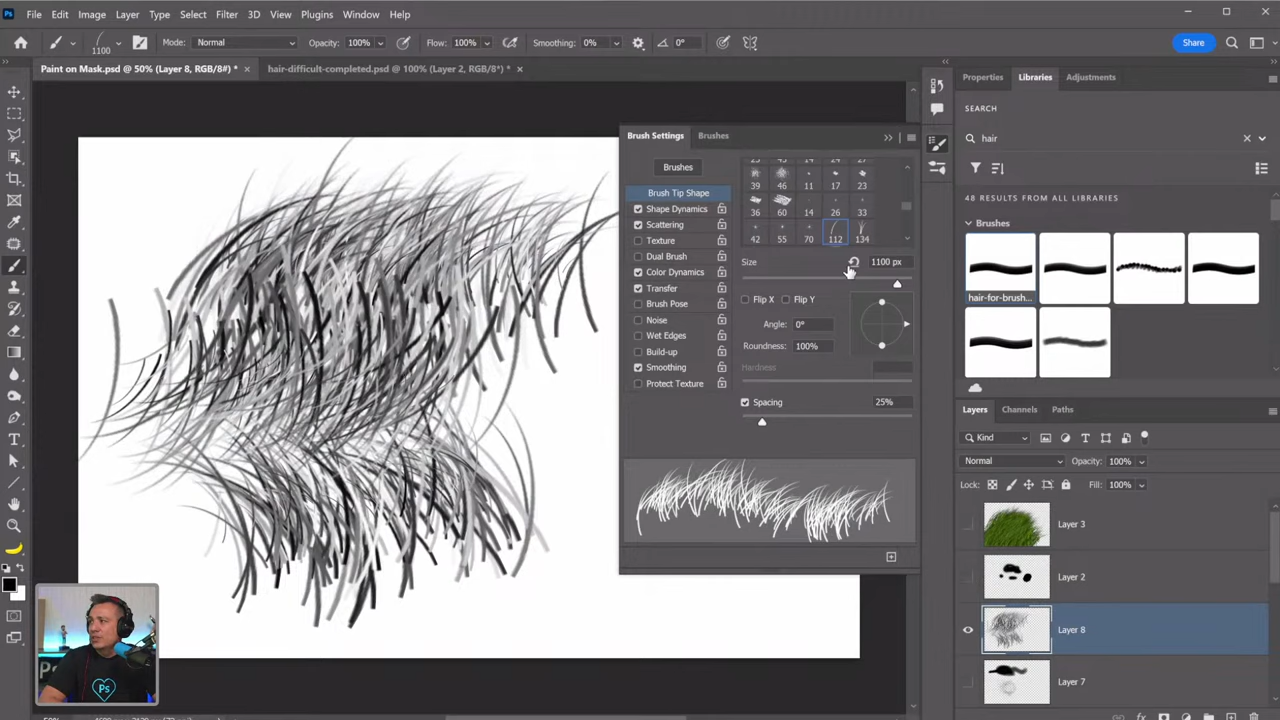 Ps File Edit Image Layer Type Select Filter 3D View Plugins Window Help
1100 Mode: Normal Opacity: 100% Flow: 100% Smoothing: 0% 0° Share
Paint on Mask.psd @ 50% (Layer 8, RGB/8#) * × hair-difficult-completed.psd @ 100% (Layer 2, RGB/8*) * ×
Properties Libraries Adjustments
SEARCH
hair
48 RESULTS FROM ALL LIBRARIES
Brushes
hair-for-brush...
Brush Settings Brushes
Brushes
Brush Tip Shape
Shape Dynamics
Scattering
Texture
Dual Brush
Color Dynamics
Transfer
Brush Pose
Noise
Wet Edges
Build-up
Smoothing
Protect Texture
39 46 11 17 23
36 60 14 26 33
42 55 70 112 134
Size 1100 px
Flip X Flip Y
Angle: 0°
Roundness: 100%
Hardness
Spacing 25%
Layers Channels Paths
Kind
Normal Opacity: 100%
Lock: Fill: 100%
Layer 3
Layer 2
Layer 8
Layer 7
Ps
Ps